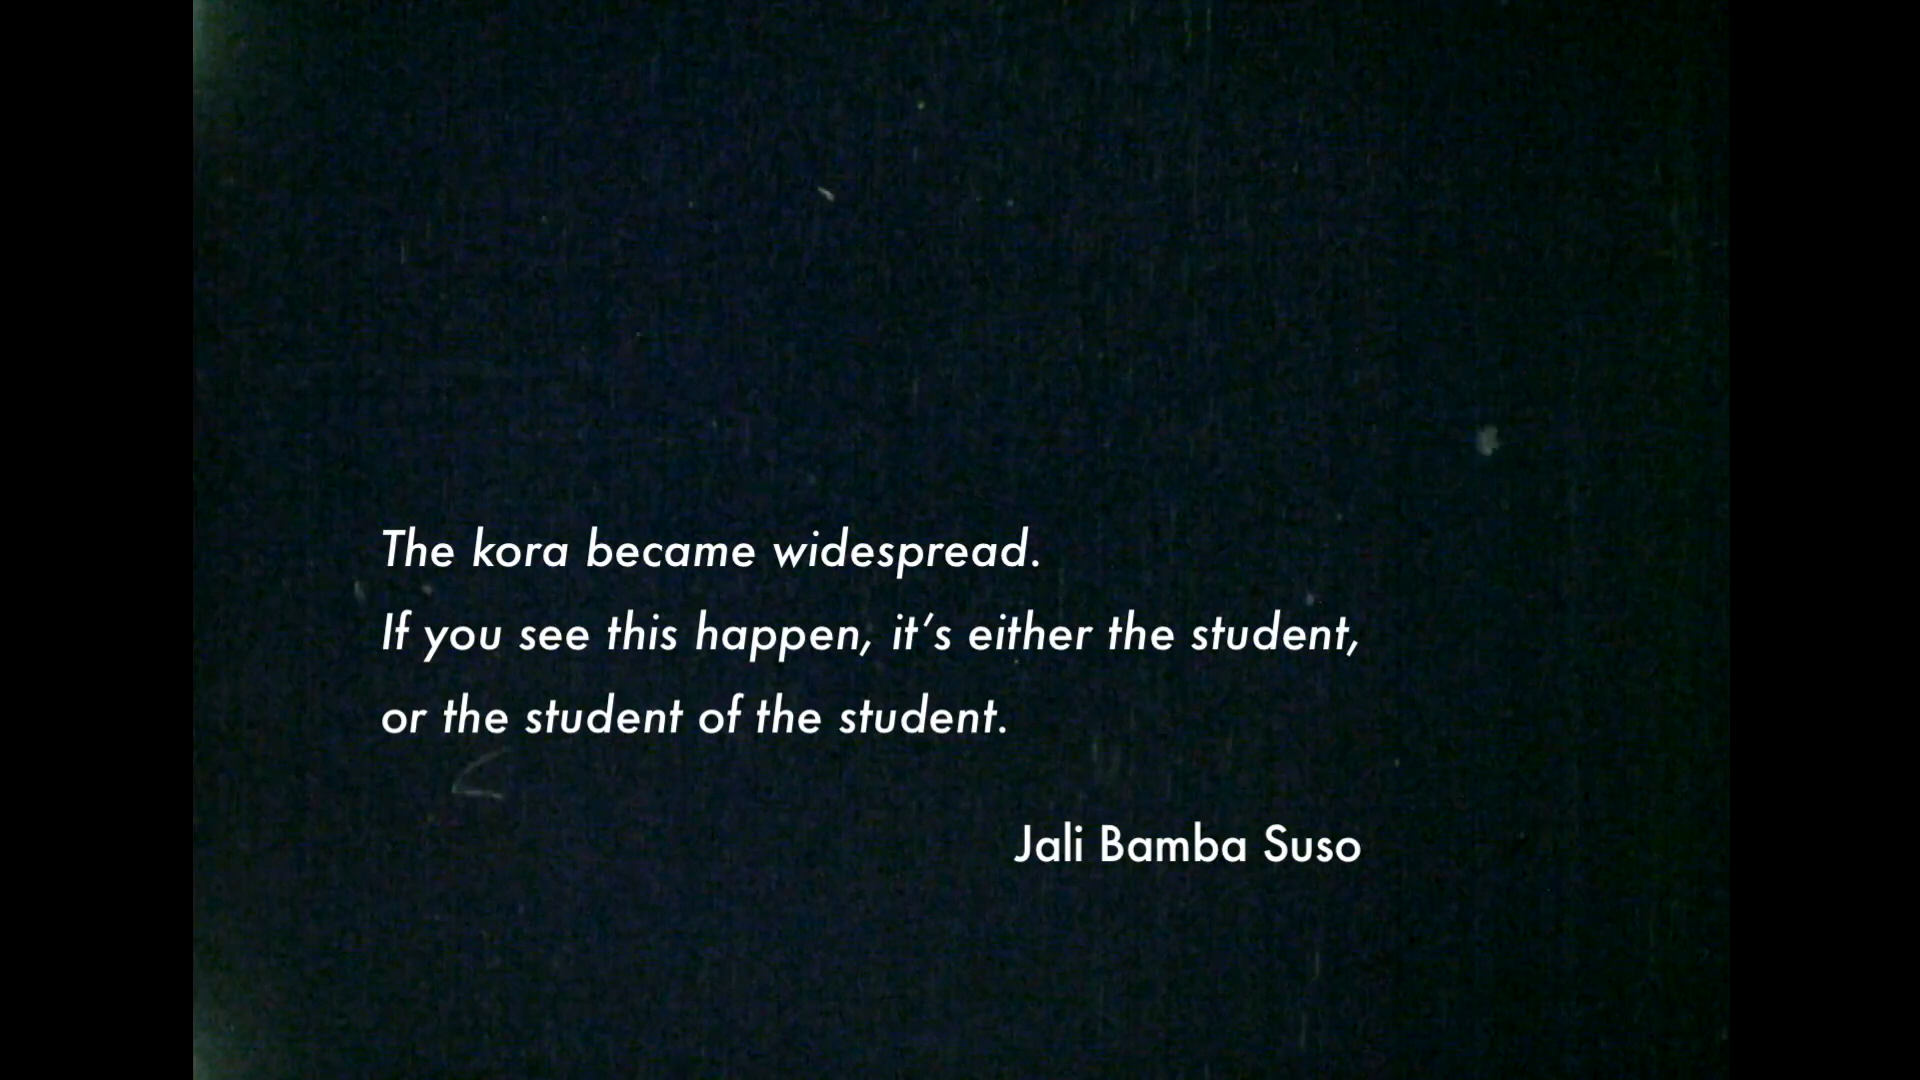 The kora became widespread.
If you see this happen, it’s either the student,
or the student of the student.
Jali Bamba Suso